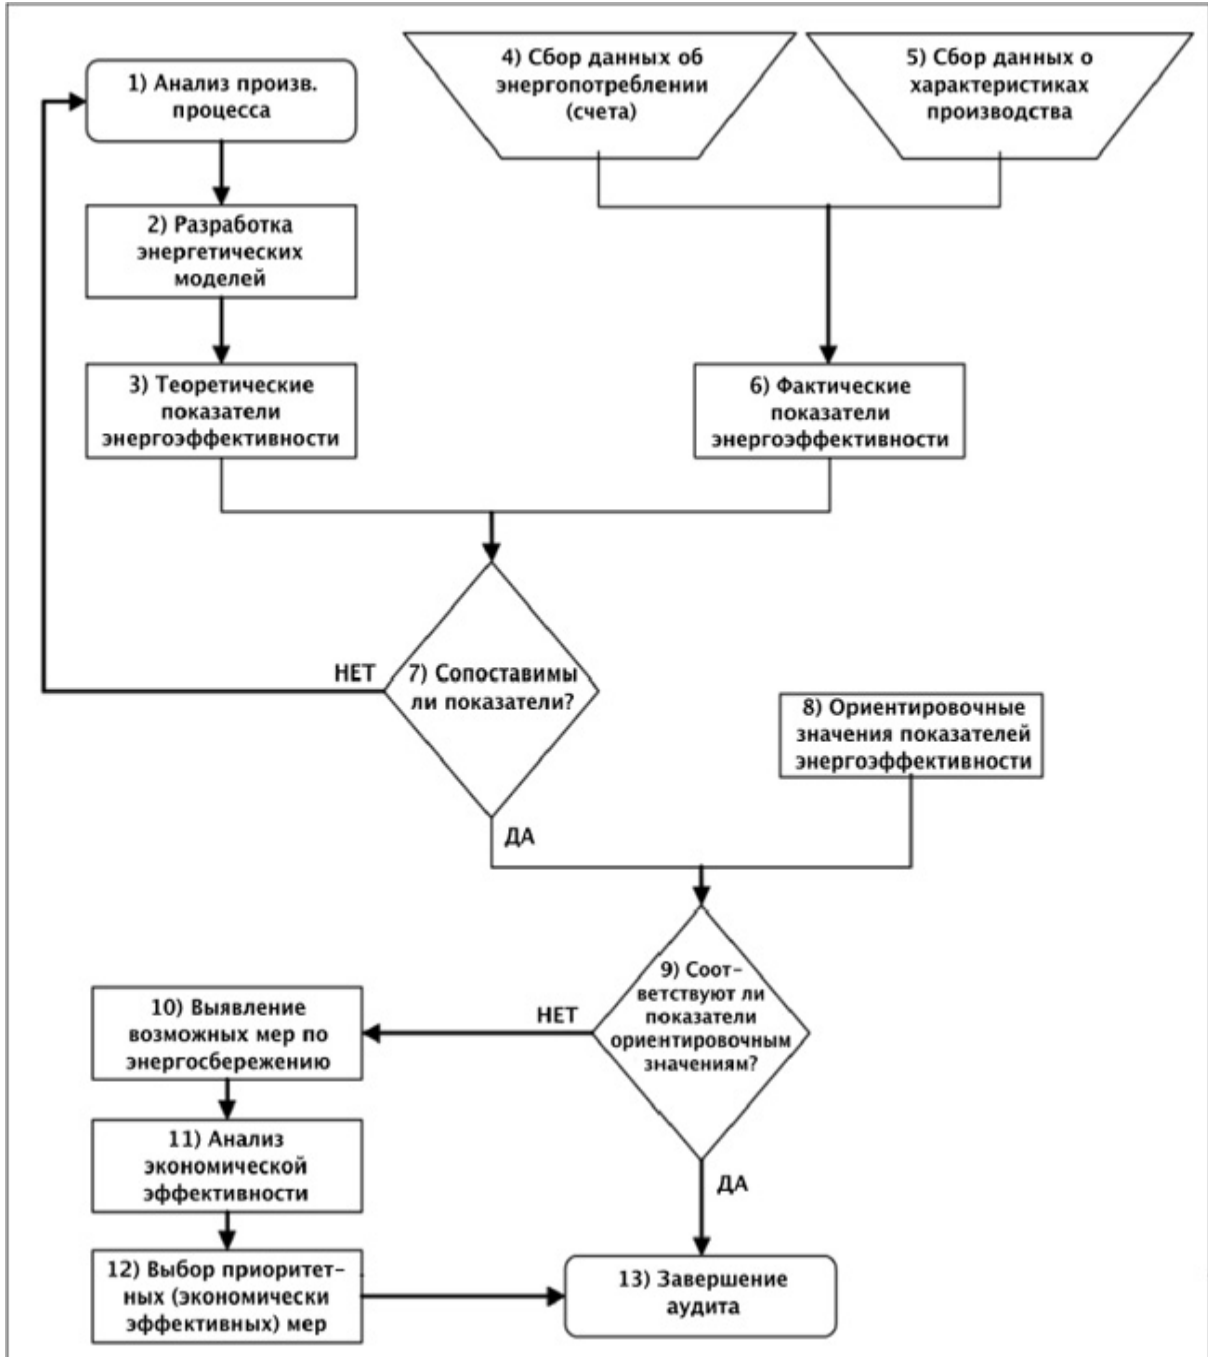 1) Анализ произв.
процесса
4) Сбор данных об
энергопотреблении
(счета)
5) Сбор данных о
характеристиках
производства
2) Разработка
энергетических
моделей
3) Теоретические
показатели
энергоэффективности
6) Фактические
показатели
энергоэффективности
НЕТ
7) Сопоставимы
ли показатели?
8) Ориентировочные
значения показателей
энергоэффективности
ДА
9) Соот-
ветствуют ли
показатели
ориентировочным
значениям?
НЕТ
10) Выявление
возможных мер по
энергосбережению
11) Анализ
экономической
эффективности
ДА
12) Выбор приоритет-
ных (экономически
эффективных) мер
13) Завершение
аудита